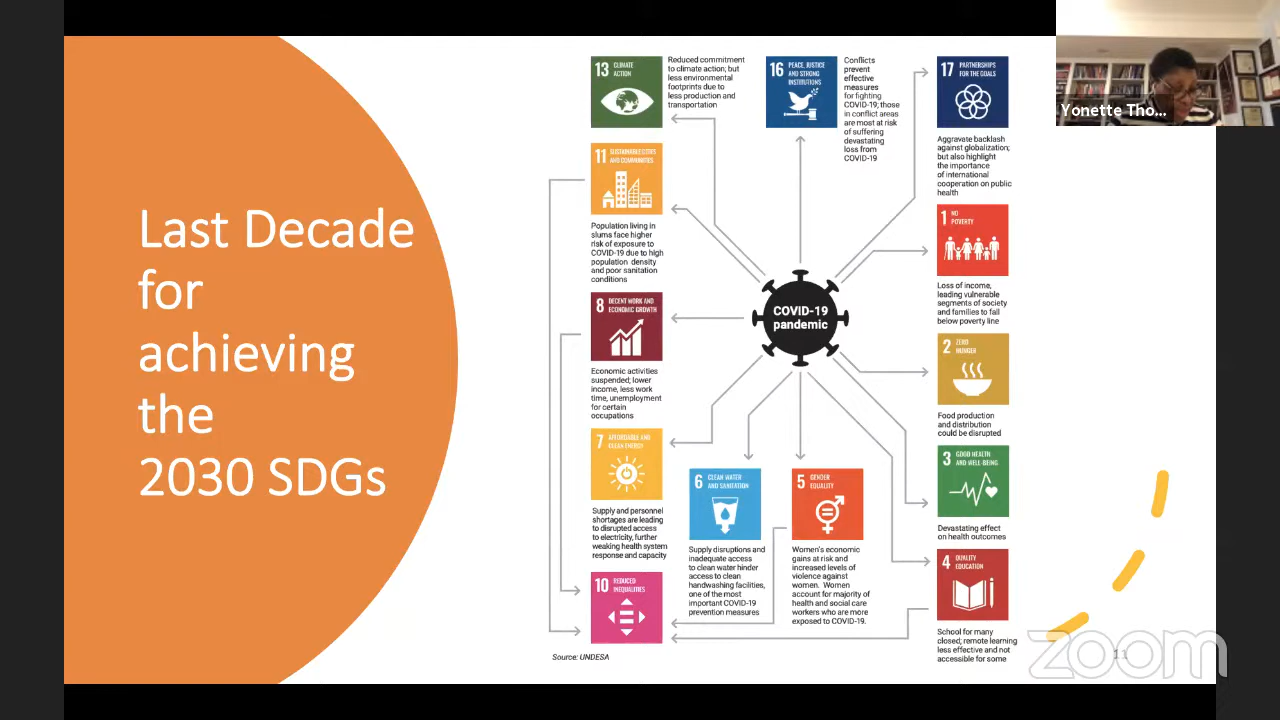 Last Decade
for
achieving
the
2030 SDGs
13 CLIMATE
ACTION
Reduced commitment
to climate action; but
less environmental
footprints due to
less production and
transportation
11 SUSTAINABLE CITIES
AND COMMUNITIES
Population living in
slums face higher
risk of exposure to
COVID-19 due to high
population density
and poor sanitation
conditions
8 DECENT WORK AND
ECONOMIC GROWTH
Economic activities
suspended; lower
income, less work
time, unemployment
for certain
occupations
7 AFFORDABLE AND
CLEAN ENERGY
Supply and personnel
shortages are leading
to disrupted access
to electricity, further
weakening health system
response and capacity
10 REDUCED
INEQUALITIES
Source: UNDESA
16 PEACE, JUSTICE
AND STRONG
INSTITUTIONS
Conflicts
prevent
effective
measures
for fighting
COVID-19; those
in conflict areas
are most at risk
of suffering
devastating
loss from
COVID-19
COVID-19
pandemic
6 CLEAN WATER
AND SANITATION
Supply disruptions and
inadequate access
to clean water hinder
access to clean
handwashing facilities,
one of the most
important COVID-19
prevention measures
5 GENDER
EQUALITY
Women's economic
gains at risk and
increased levels of
violence against
women. Women
account for majority of
health and social care
workers who are more
exposed to COVID-19.
17 PARTNERSHIPS
FOR THE GOALS
Aggravate backlash
against globalization;
but also highlight
the importance
of international
cooperation on public
health
1 NO
POVERTY
Loss of income,
leading vulnerable
segments of society
and families to fall
below poverty line
2 ZERO
HUNGER
Food production
and distribution
could be disrupted
3 GOOD HEALTH
AND WELL-BEING
Devastating effect
on health outcomes
4 QUALITY
EDUCATION
School for many
closed; remote learning
less effective and not
accessible for some
Yonette Tho...
11
zoom